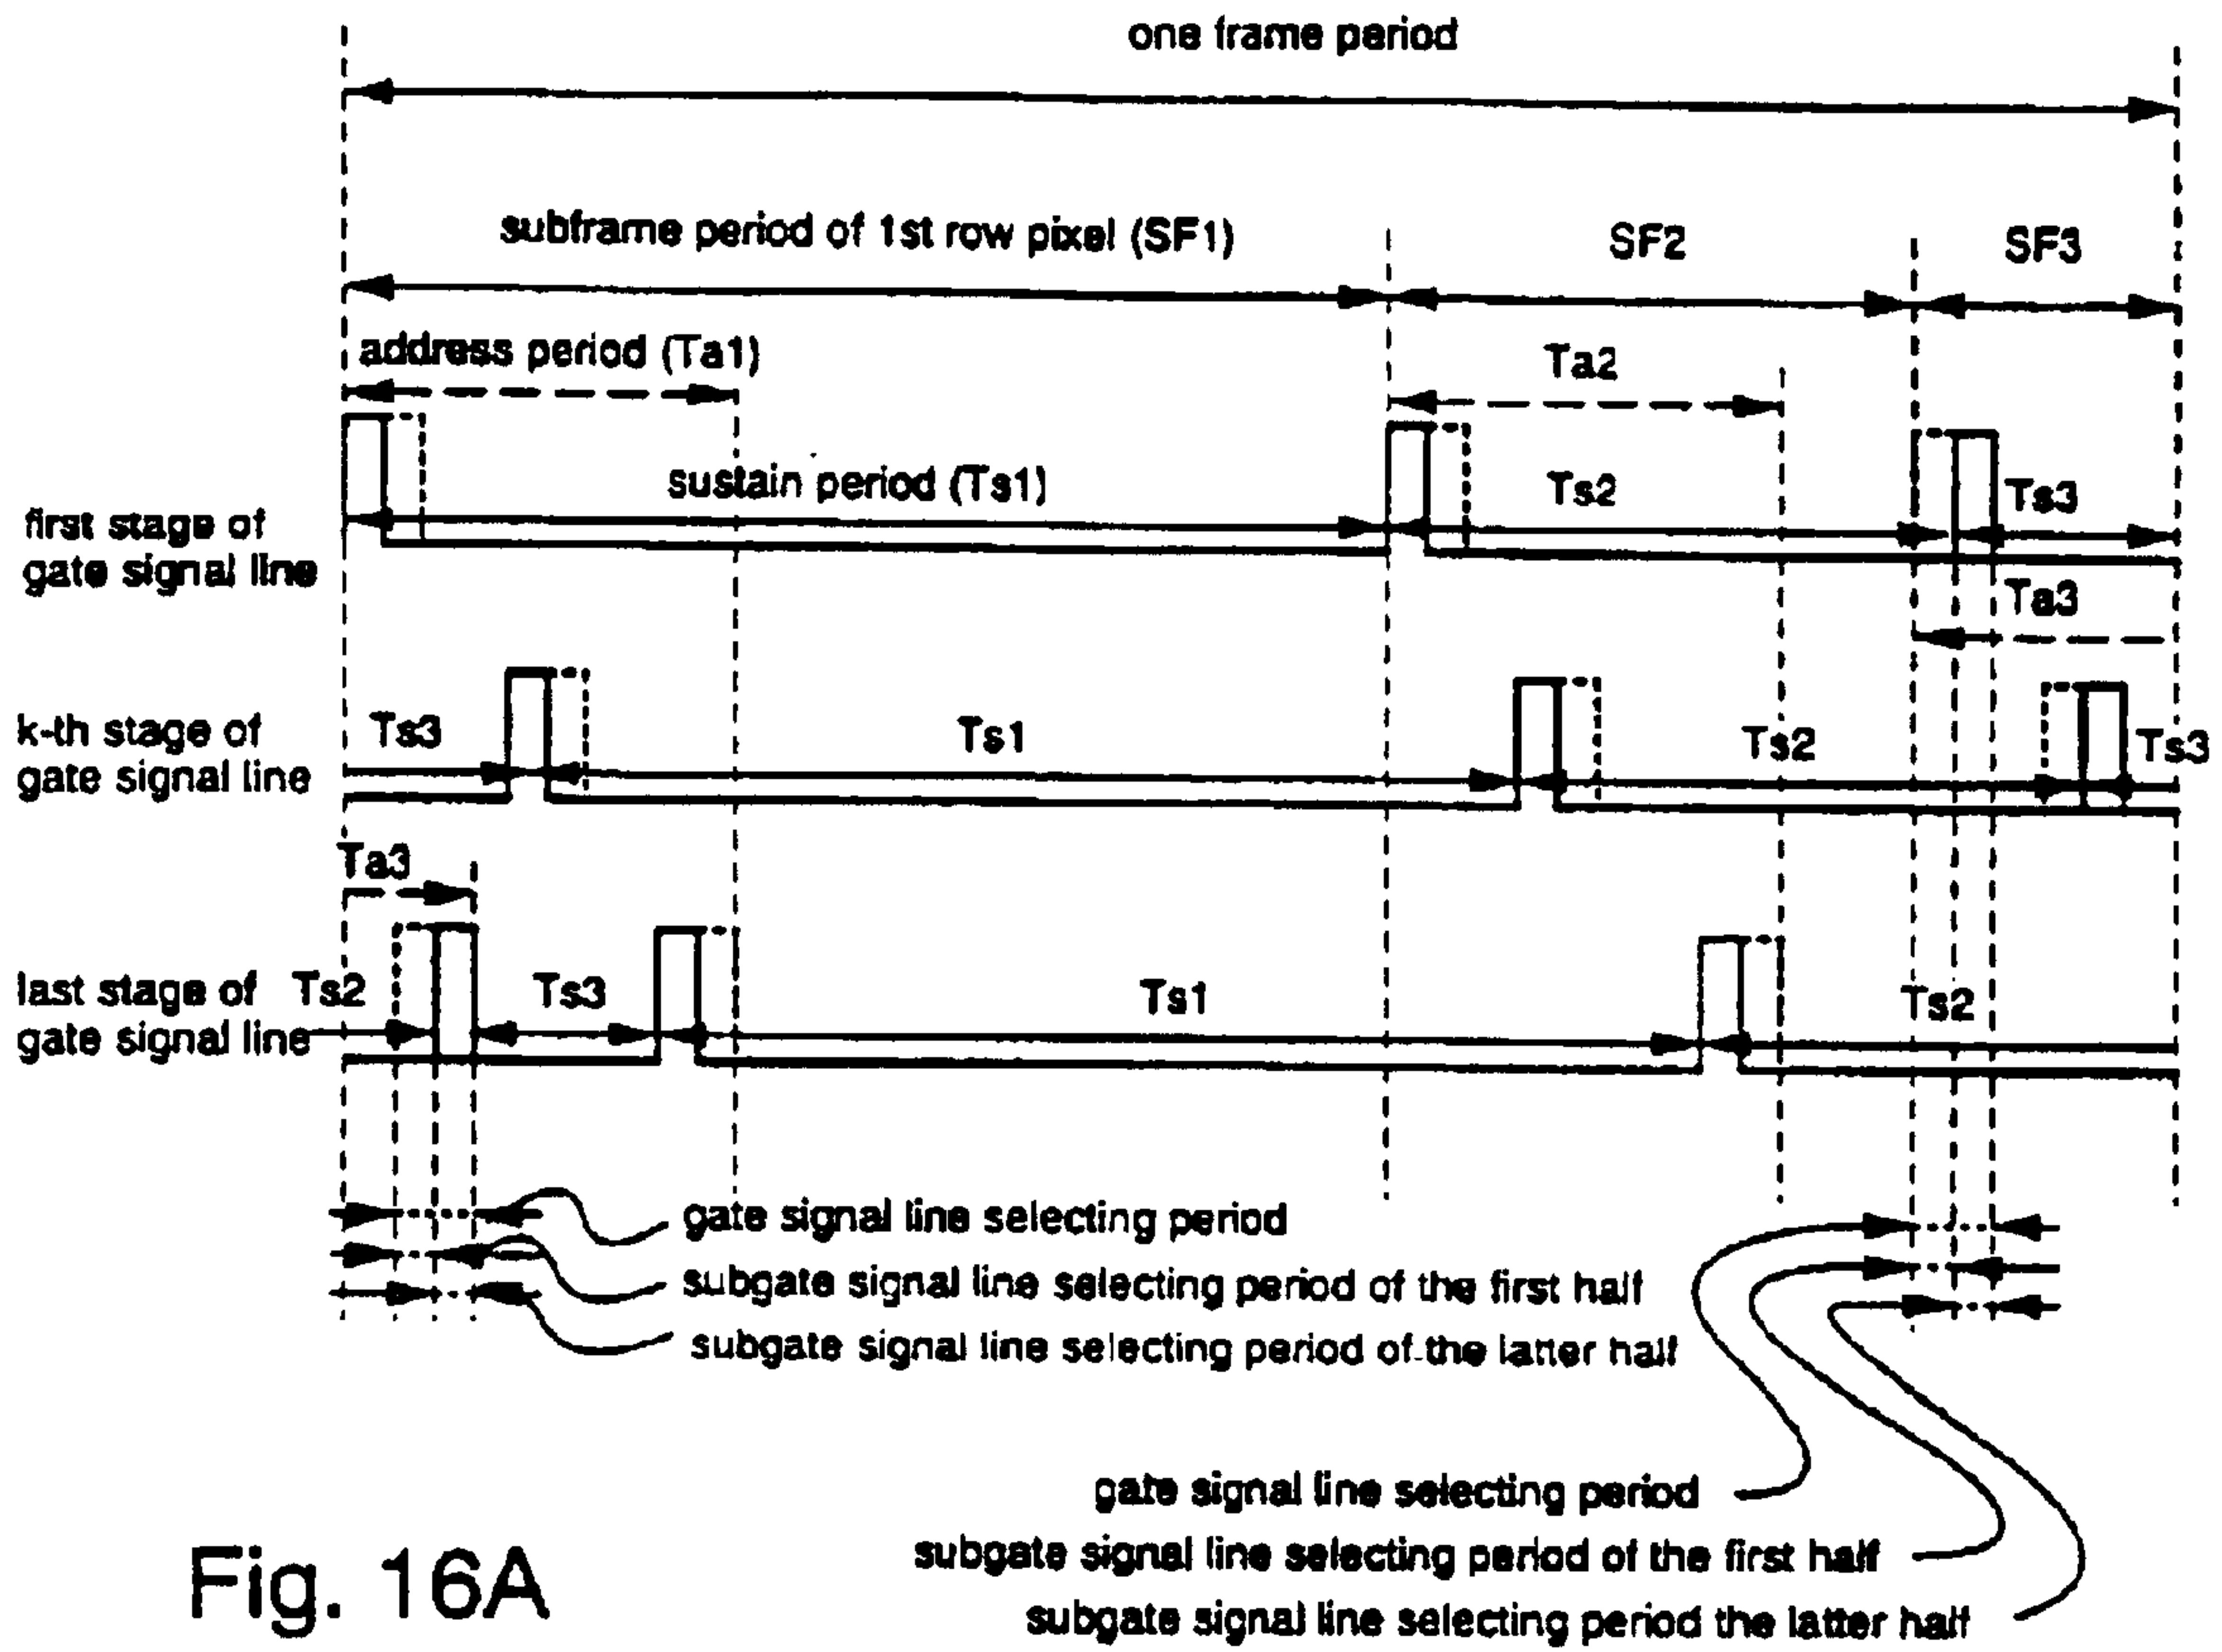 one frame period
subframe period of 1st row pixel (SF1)
SF2
SF3
address period (Ta1)
Ta2
sustain period (Ts1)
Ts2
Ts3
first stage of
gate signal line
Ta3
k-th stage of
gate signal line
Ts3
Ts1
Ts2
Ts3
Ta3
last stage of
gate signal line
Ts2
Ts3
Ts1
Ts2
gate signal line selecting period
subgate signal line selecting period of the first half
subgate signal line selecting period of the latter half
gate signal line selecting period
subgate signal line selecting period of the first half
subgate signal line selecting period the latter half
Fig. 16A